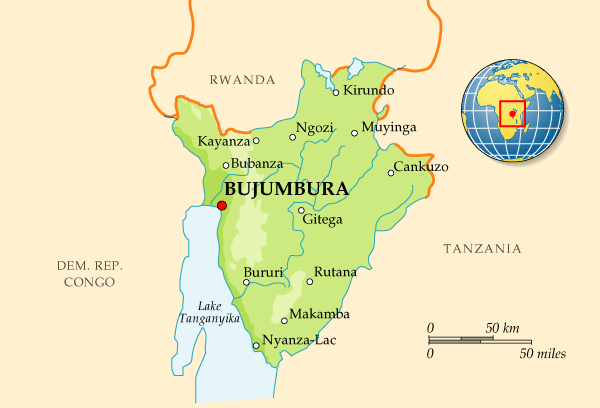 RWANDA
Kirundo
Ngozi
Muyinga
Kayanza
Bubanza
Cankuzo
BUJUMBURA
Gitega
TANZANIA
DEM. REP.
CONGO
Bururi
Rutana
Lake
Tanganyika
Makamba
Nyanza-Lac
0 50 km
0 50 miles